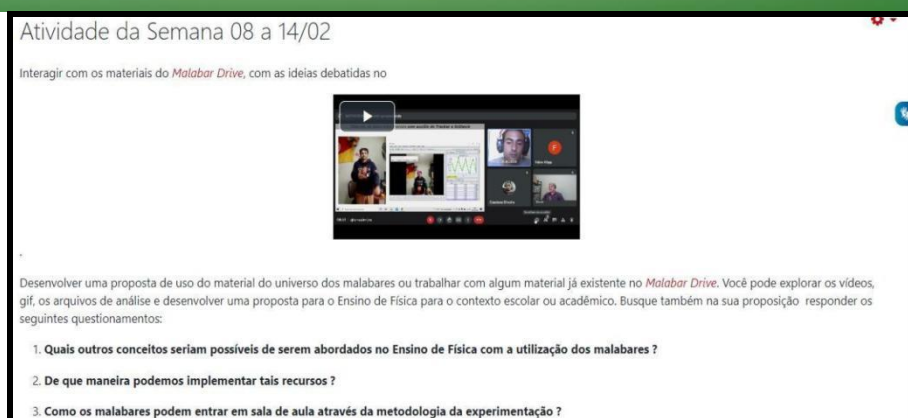 Atividade da Semana 08 a 14/02
Interagir com os materiais do Malabar Drive, com as ideias debatidas no
.
Desenvolver uma proposta de uso do material do universo dos malabares ou trabalhar com algum material já existente no Malabar Drive. Você pode explorar os vídeos,
gif, os arquivos de análise e desenvolver uma proposta para o Ensino de Física para o contexto escolar ou acadêmico. Busque também na sua proposição responder os
seguintes questionamentos:
1. Quais outros conceitos seriam possíveis de serem abordados no Ensino de Física com a utilização dos malabares ?
2. De que maneira podemos implementar tais recursos ?
3. Como os malabares podem entrar em sala de aula através da metodologia da experimentação ?